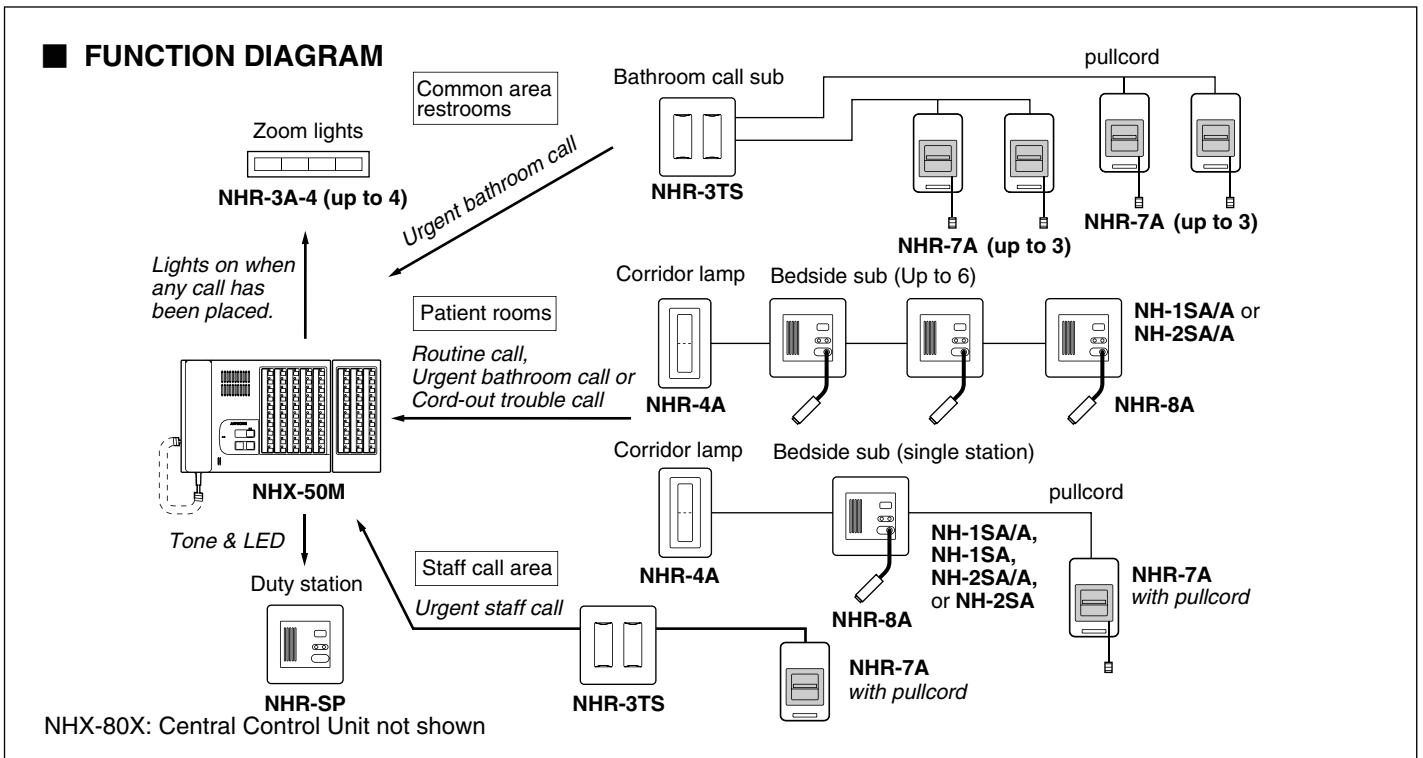 ■ FUNCTION DIAGRAM
Common area
restrooms
Bathroom call sub
pullcord
Zoom lights
NHR-3A-4 (up to 4)
Urgent bathroom call
NHR-3TS
NHR-7A (up to 3)
NHR-7A (up to 3)
Lights on when
any call has
been placed.
Patient rooms
Routine call,
Urgent bathroom call or
Cord-out trouble call
Corridor lamp
Bedside sub (Up to 6)
NH-1SA/A or
NH-2SA/A
NHR-4A
NHR-8A
NHX-50M
Corridor lamp
Bedside sub (single station)
pullcord
NHR-4A
NHR-8A
NH-1SA/A,
NH-1SA,
NH-2SA/A,
or NH-2SA
NHR-7A
with pullcord
Tone & LED
Duty station
NHR-SP
Staff call area
Urgent staff call
NHR-3TS
NHR-7A
with pullcord
NHX-80X: Central Control Unit not shown